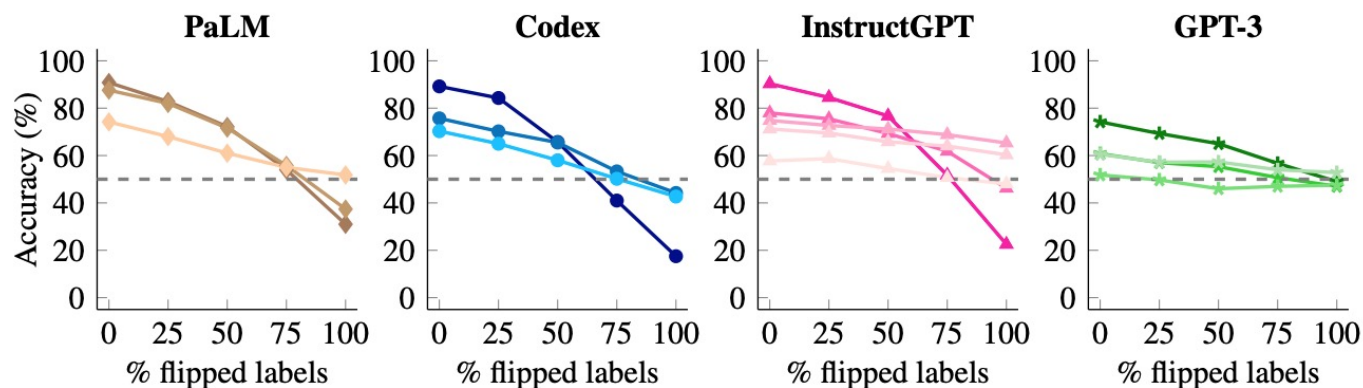 PaLM Codex InstructGPT GPT-3
Accuracy (%)
100 100 100 100
80 80 80 80
60 60 60 60
40 40 40 40
20 20 20 20
0 0 0 0
0 25 50 75 100 0 25 50 75 100 0 25 50 75 100 0 25 50 75 100
% flipped labels % flipped labels % flipped labels % flipped labels